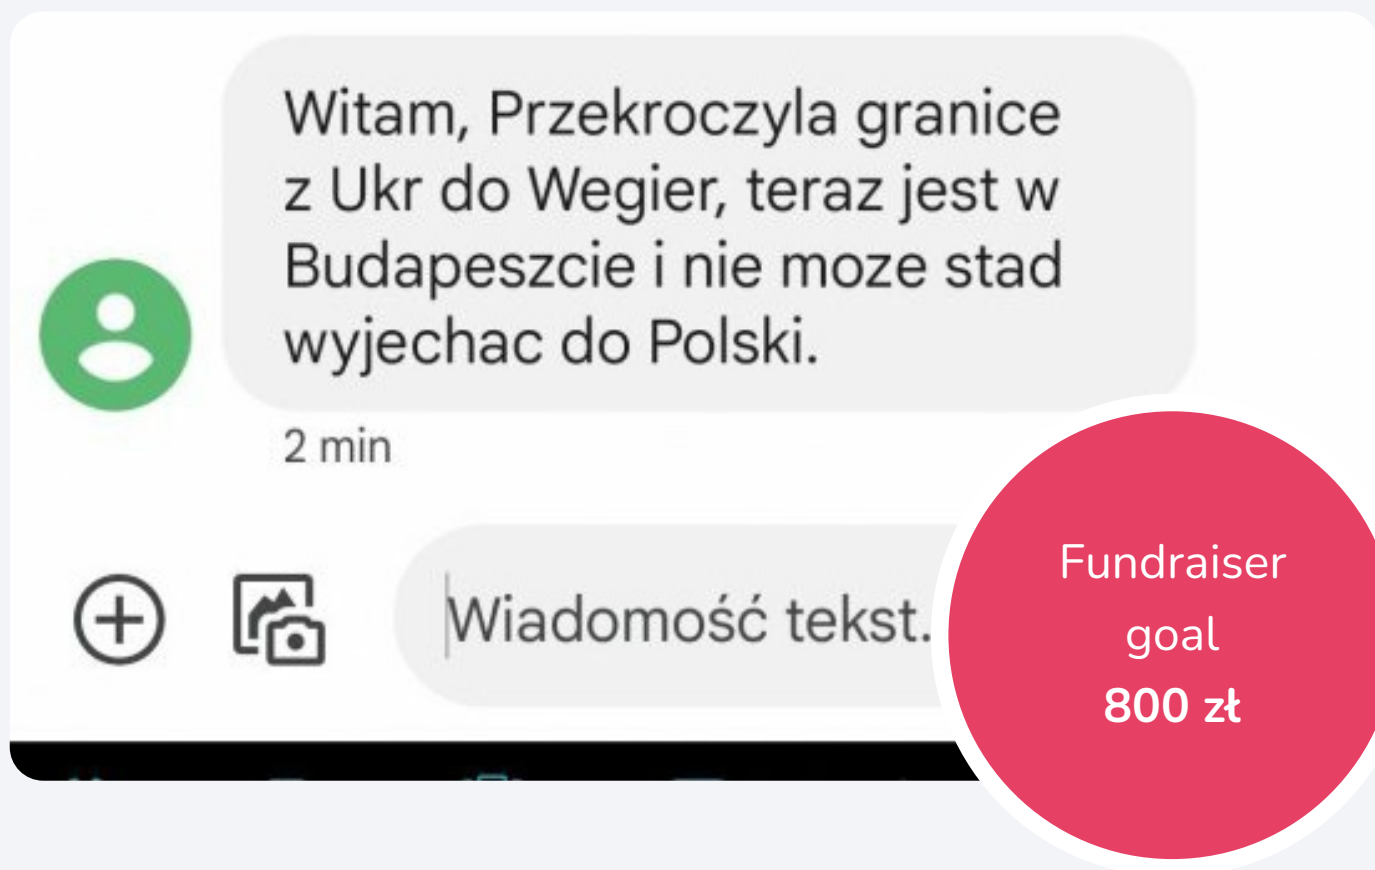 Witam, Przekroczyla granice
z Ukr do Wegier, teraz jest w
Budapeszcie i nie moze stad
wyjechac do Polski.
2 min
Wiadomość tekst.
Fundraiser
goal
800 zł